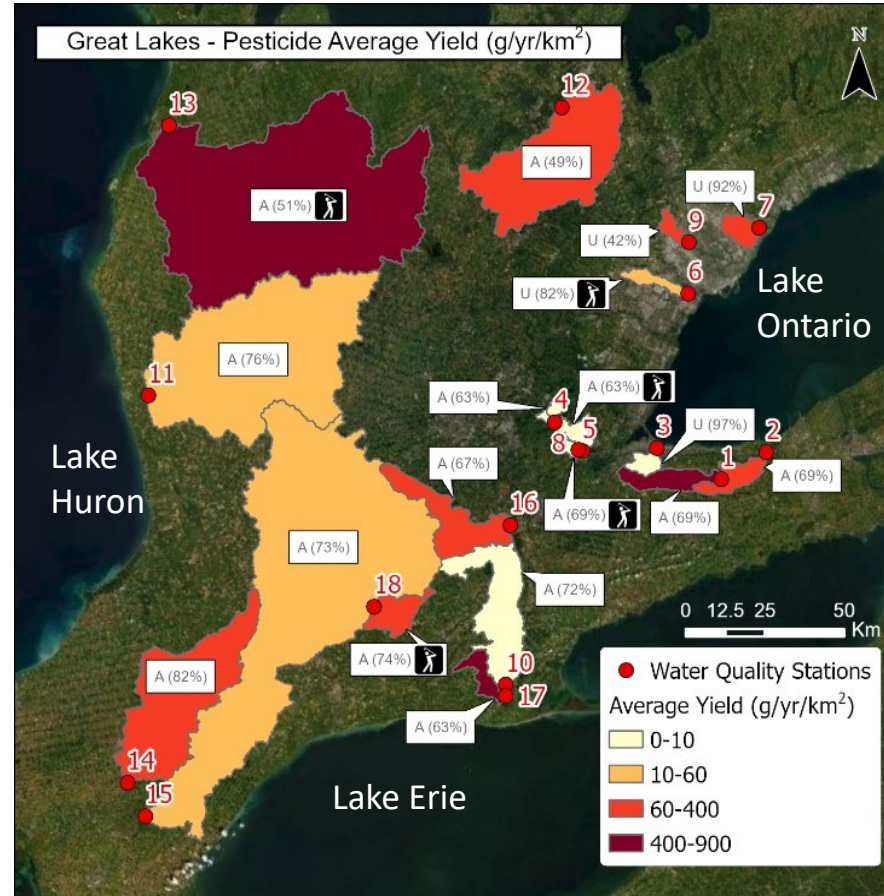 Great Lakes - Pesticide Average Yield (g/yr/km²)
N
13
12
A (49%)
A (51%)
U (92%)
7
9
U (42%)
6
U (82%)
Lake
Ontario
A (76%)
11
A (63%)
A (63%)
4
5
8
3
U (97%)
2
1
A (69%)
A (69%)
A (69%)
Lake
Huron
A (67%)
16
A (73%)
A (72%)
18
A (74%)
0 12.5 25 50
Km
A (82%)
10
17
A (63%)
14
15
Lake Erie
Water Quality Stations
Average Yield (g/yr/km²)
0-10
10-60
60-400
400-900